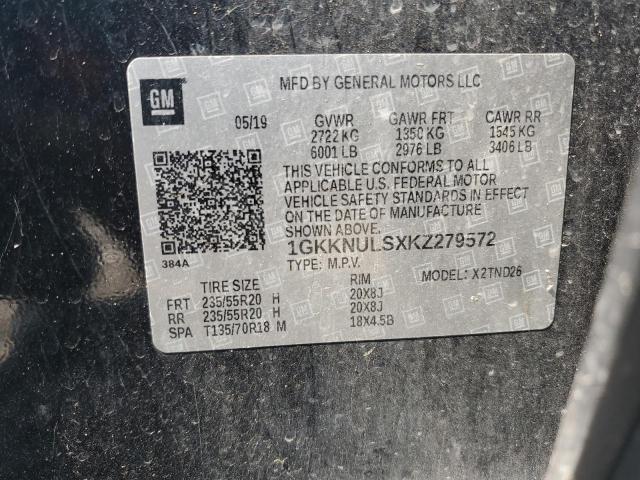 GM
MFD BY GENERAL MOTORS LLC
05/19 GVWR GAWR FRT GAWR RR
2722 KG 1350 KG 1545 KG
6001 LB 2976 LB 3406 LB
THIS VEHICLE CONFORMS TO ALL
APPLICABLE U.S. FEDERAL MOTOR
VEHICLE SAFETY STANDARDS IN EFFECT
ON THE DATE OF MANUFACTURE
SHOWN ABOVE.
1GKKNULSXKZ279572
384A
TYPE: M.P.V. MODEL: X2TND26
TIRE SIZE RIM
FRT 235/55R20 H 20X8J
RR 235/55R20 H 20X8J
SPA T135/70R18 M 18X4.5B